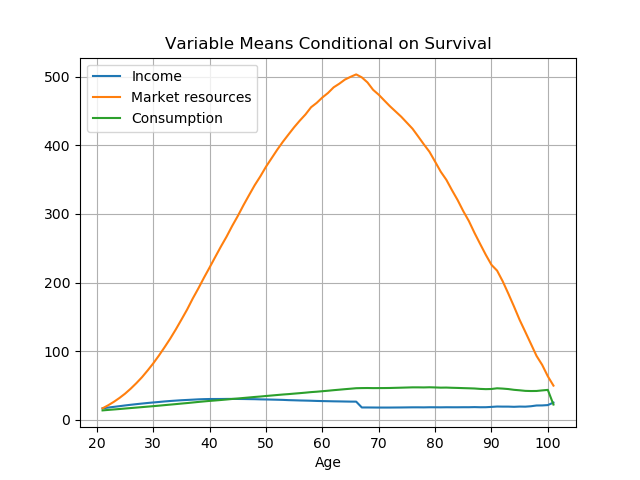 Variable Means Conditional on Survival
Income
Market resources
Consumption
500
400
300
200
100
0
20 30 40 50 60 70 80 90 100
Age